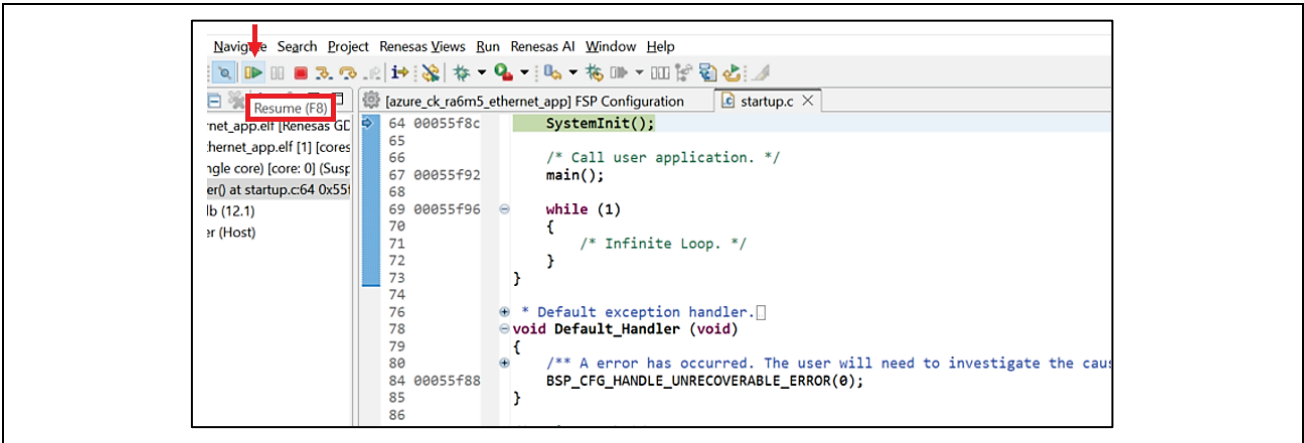 Navigate Search Project Renesas Views Run Renesas AI Window Help
Resume (F8)
[azure_ck_ra6m5_ethernet_app] FSP Configuration startup.c
rnet_app.elf [Renesas GD
thernet_app.elf [1] [cores
ngle core) [core: 0] (Susp
er() at startup.c:64 0x55f
lb (12.1)
er (Host)
64 00055f8c SystemInit();
65
66 /* Call user application. */
67 00055f92 main();
68
69 00055f96 while (1)
70 {
71 /* Infinite Loop. */
72 }
73 }
74
76 * Default exception handler.
78 void Default_Handler (void)
79 {
80 /** A error has occurred. The user will need to investigate the cau
84 00055f88 BSP_CFG_HANDLE_UNRECOVERABLE_ERROR(0);
85 }
86